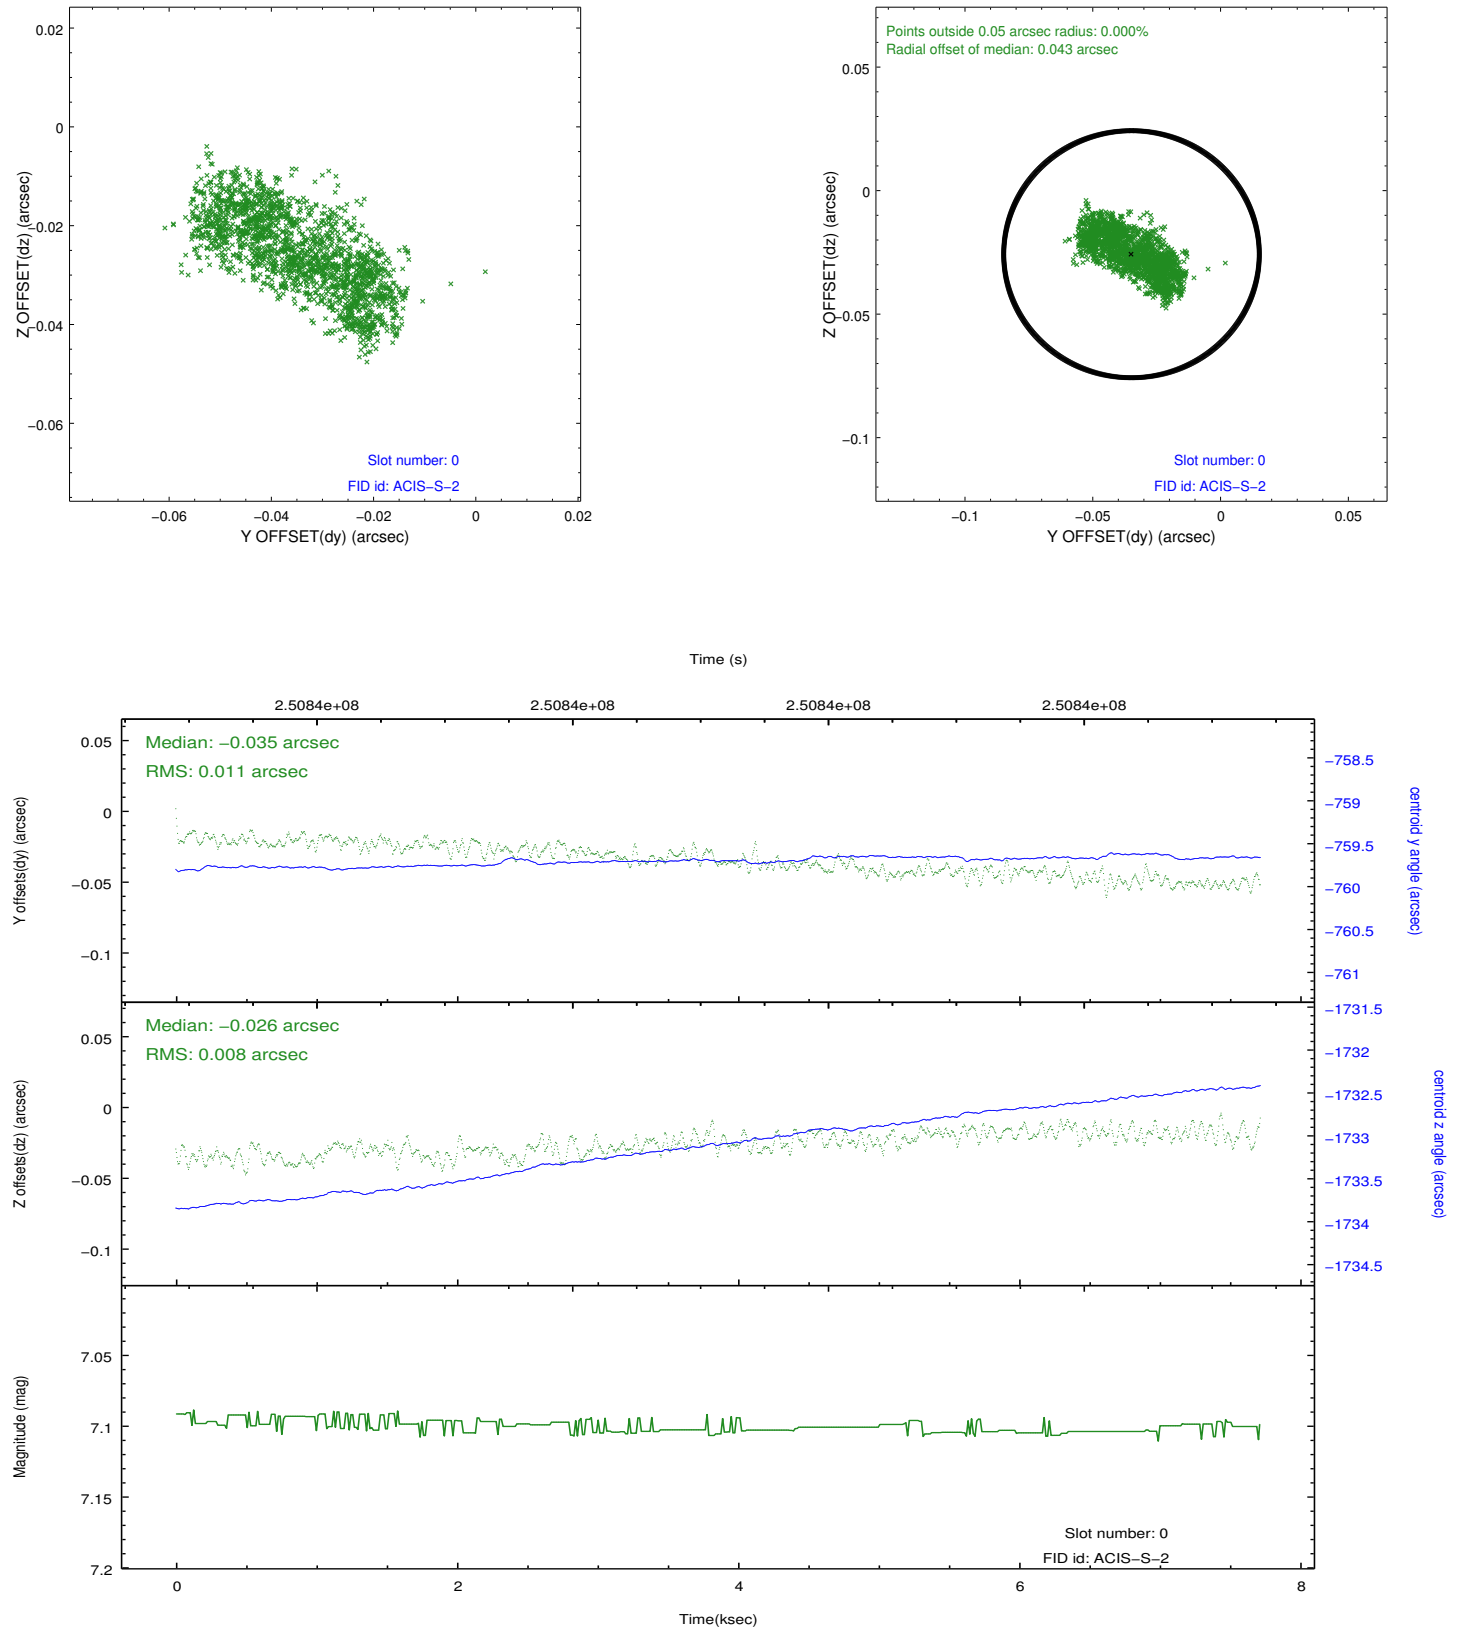 0.02
0
−0.02
−0.04
−0.06
Z OFFSET(dz) (arcsec)
Slot number: 0
FID id: ACIS−S−2
−0.06
−0.04
−0.02
0
0.02
Y OFFSET(dy) (arcsec)
Points outside 0.05 arcsec radius: 0.000%
Radial offset of median: 0.043 arcsec
0.05
0
−0.05
−0.1
Z OFFSET(dz) (arcsec)
Slot number: 0
FID id: ACIS−S−2
−0.1
−0.05
0
0.05
Y OFFSET(dy) (arcsec)
Time (s)
2.5084e+08
2.5084e+08
2.5084e+08
2.5084e+08
Median: −0.035 arcsec
RMS: 0.011 arcsec
0.05
0
−0.05
−0.1
Y offsets(dy) (arcsec)
−758.5
−759
−759.5
−760
−760.5
−761
centroid y angle (arcsec)
Median: −0.026 arcsec
RMS: 0.008 arcsec
0.05
0
−0.05
−0.1
Z offsets(dz) (arcsec)
−1731.5
−1732
−1732.5
−1733
−1733.5
−1734
−1734.5
centroid z angle (arcsec)
7.05
7.1
7.15
7.2
Magnitude (mag)
Slot number: 0
FID id: ACIS−S−2
0
2
4
6
8
Time(ksec)